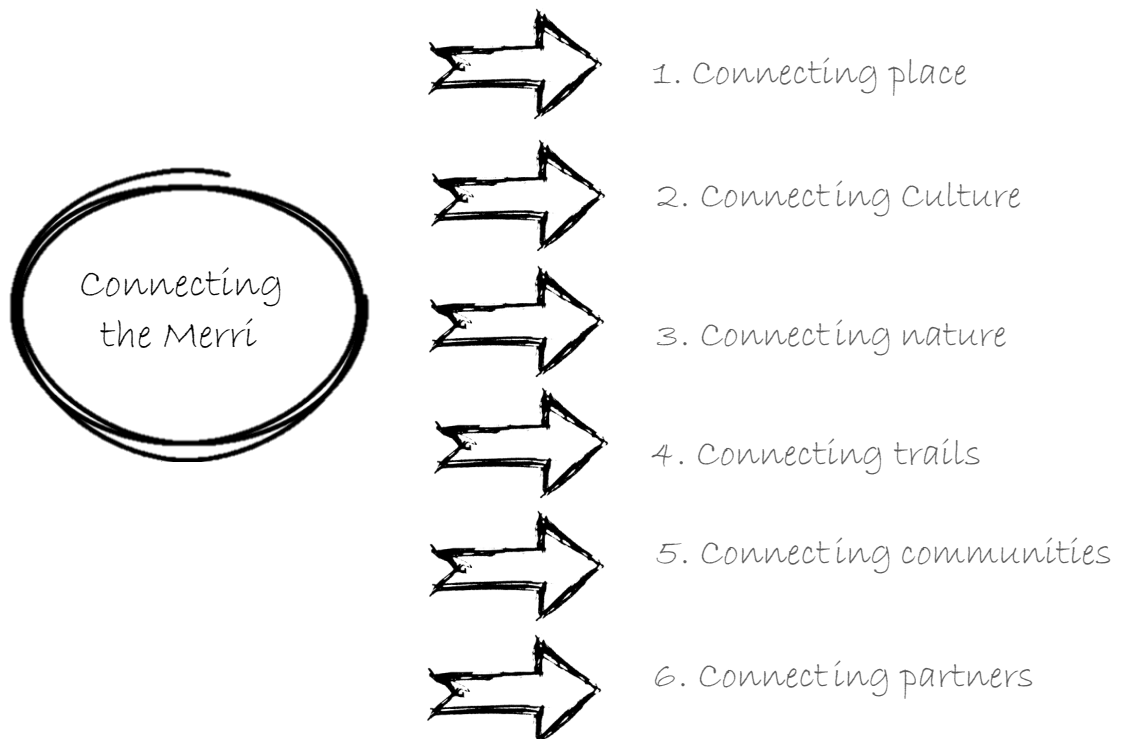 Connecting
the Merri
1. Connecting place
2. Connecting Culture
3. Connecting nature
4. Connecting trails
5. Connecting communities
6. Connecting partners